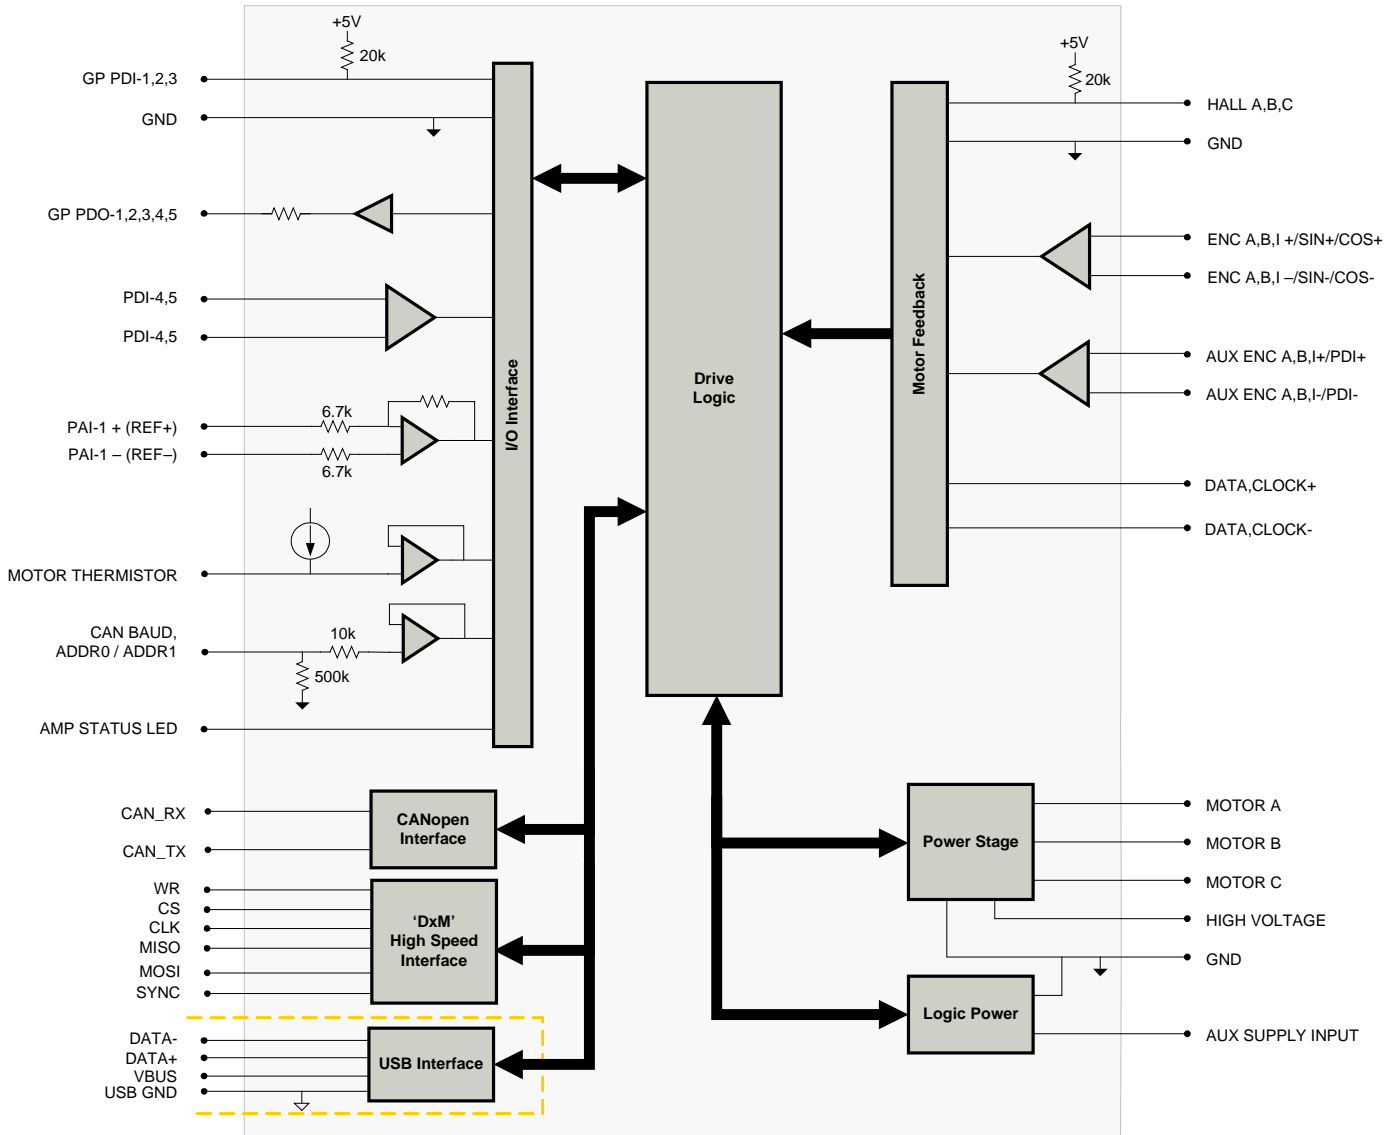 +5V
20k
GP PDI-1,2,3
GND
GP PDO-1,2,3,4,5
PDI-4,5
PDI-4,5
6.7k
PAI-1 + (REF+)
PAI-1 – (REF–)
6.7k
MOTOR THERMISTOR
CAN BAUD,
ADDR0 / ADDR1
10k
500k
AMP STATUS LED
I/O Interface
CAN_RX
CAN_TX
CANopen
Interface
WR
CS
CLK
MISO
MOSI
SYNC
‘DxM’
High Speed
Interface
DATA-
DATA+
VBUS
USB GND
USB Interface
Drive
Logic
Motor Feedback
+5V
20k
HALL A,B,C
GND
ENC A,B,I +/SIN+/COS+
ENC A,B,I –/SIN-/COS-
AUX ENC A,B,I+/PDI+
AUX ENC A,B,I-/PDI-
DATA,CLOCK+
DATA,CLOCK-
Power Stage
MOTOR A
MOTOR B
MOTOR C
HIGH VOLTAGE
GND
Logic Power
AUX SUPPLY INPUT